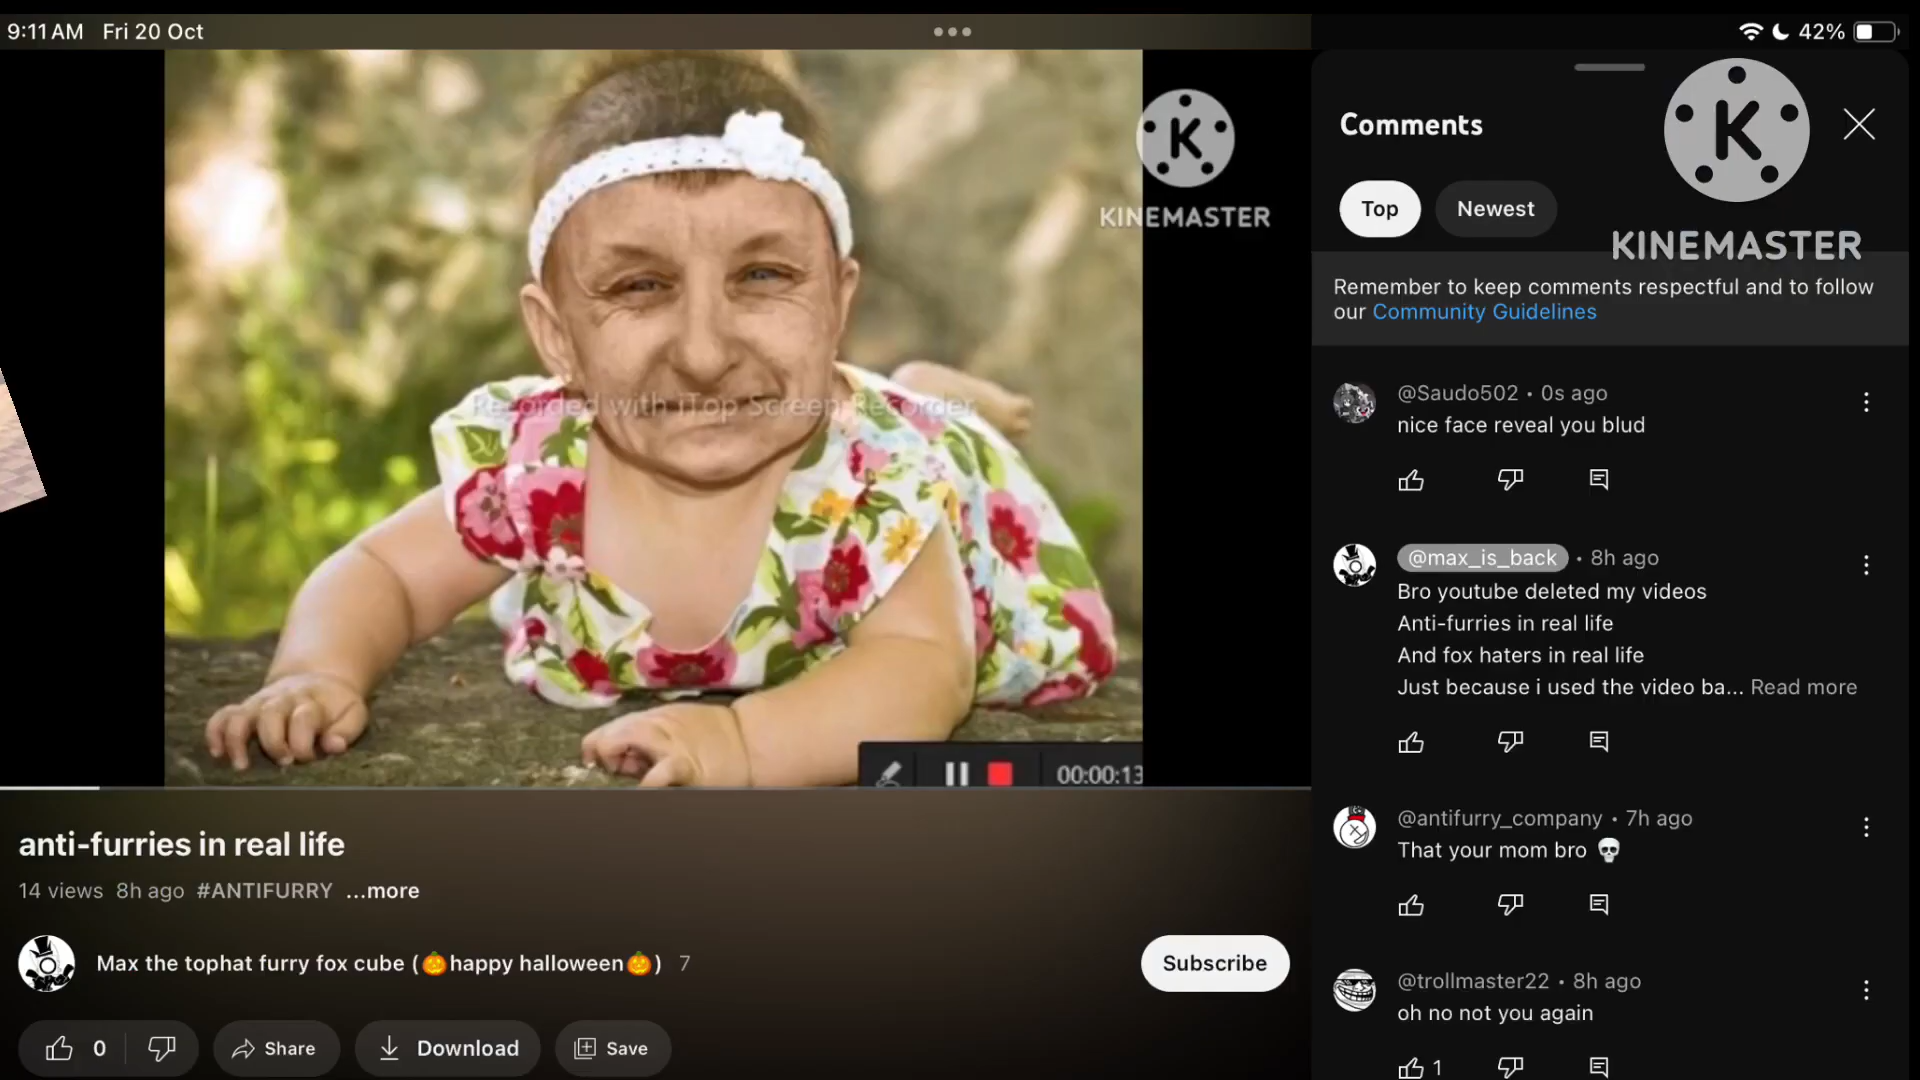 9:11 AM Fri 20 Oct
42%
K
KINEMASTER
Recorded with iTop Screen Recorder
00:00:13
anti-furries in real life
14 views 8h ago #ANTIFURRY ...more
Max the tophat furry fox cube (🎃happy halloween🎃) 7
Subscribe
0
Share
Download
Save
Comments
K
KINEMASTER
Top
Newest
Remember to keep comments respectful and to follow
our Community Guidelines
@Saudo502 • 0s ago
nice face reveal you blud
@max_is_back • 8h ago
Bro youtube deleted my videos
Anti-furries in real life
And fox haters in real life
Just because i used the video ba... Read more
@antifurry_company • 7h ago
That your mom bro 💀
@trollmaster22 • 8h ago
oh no not you again
1